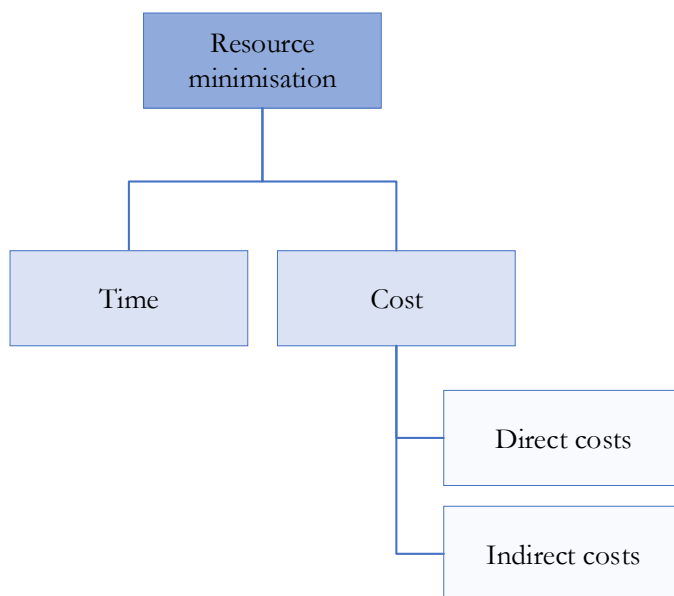 Resource
minimisation
Time
Cost
Direct costs
Indirect costs